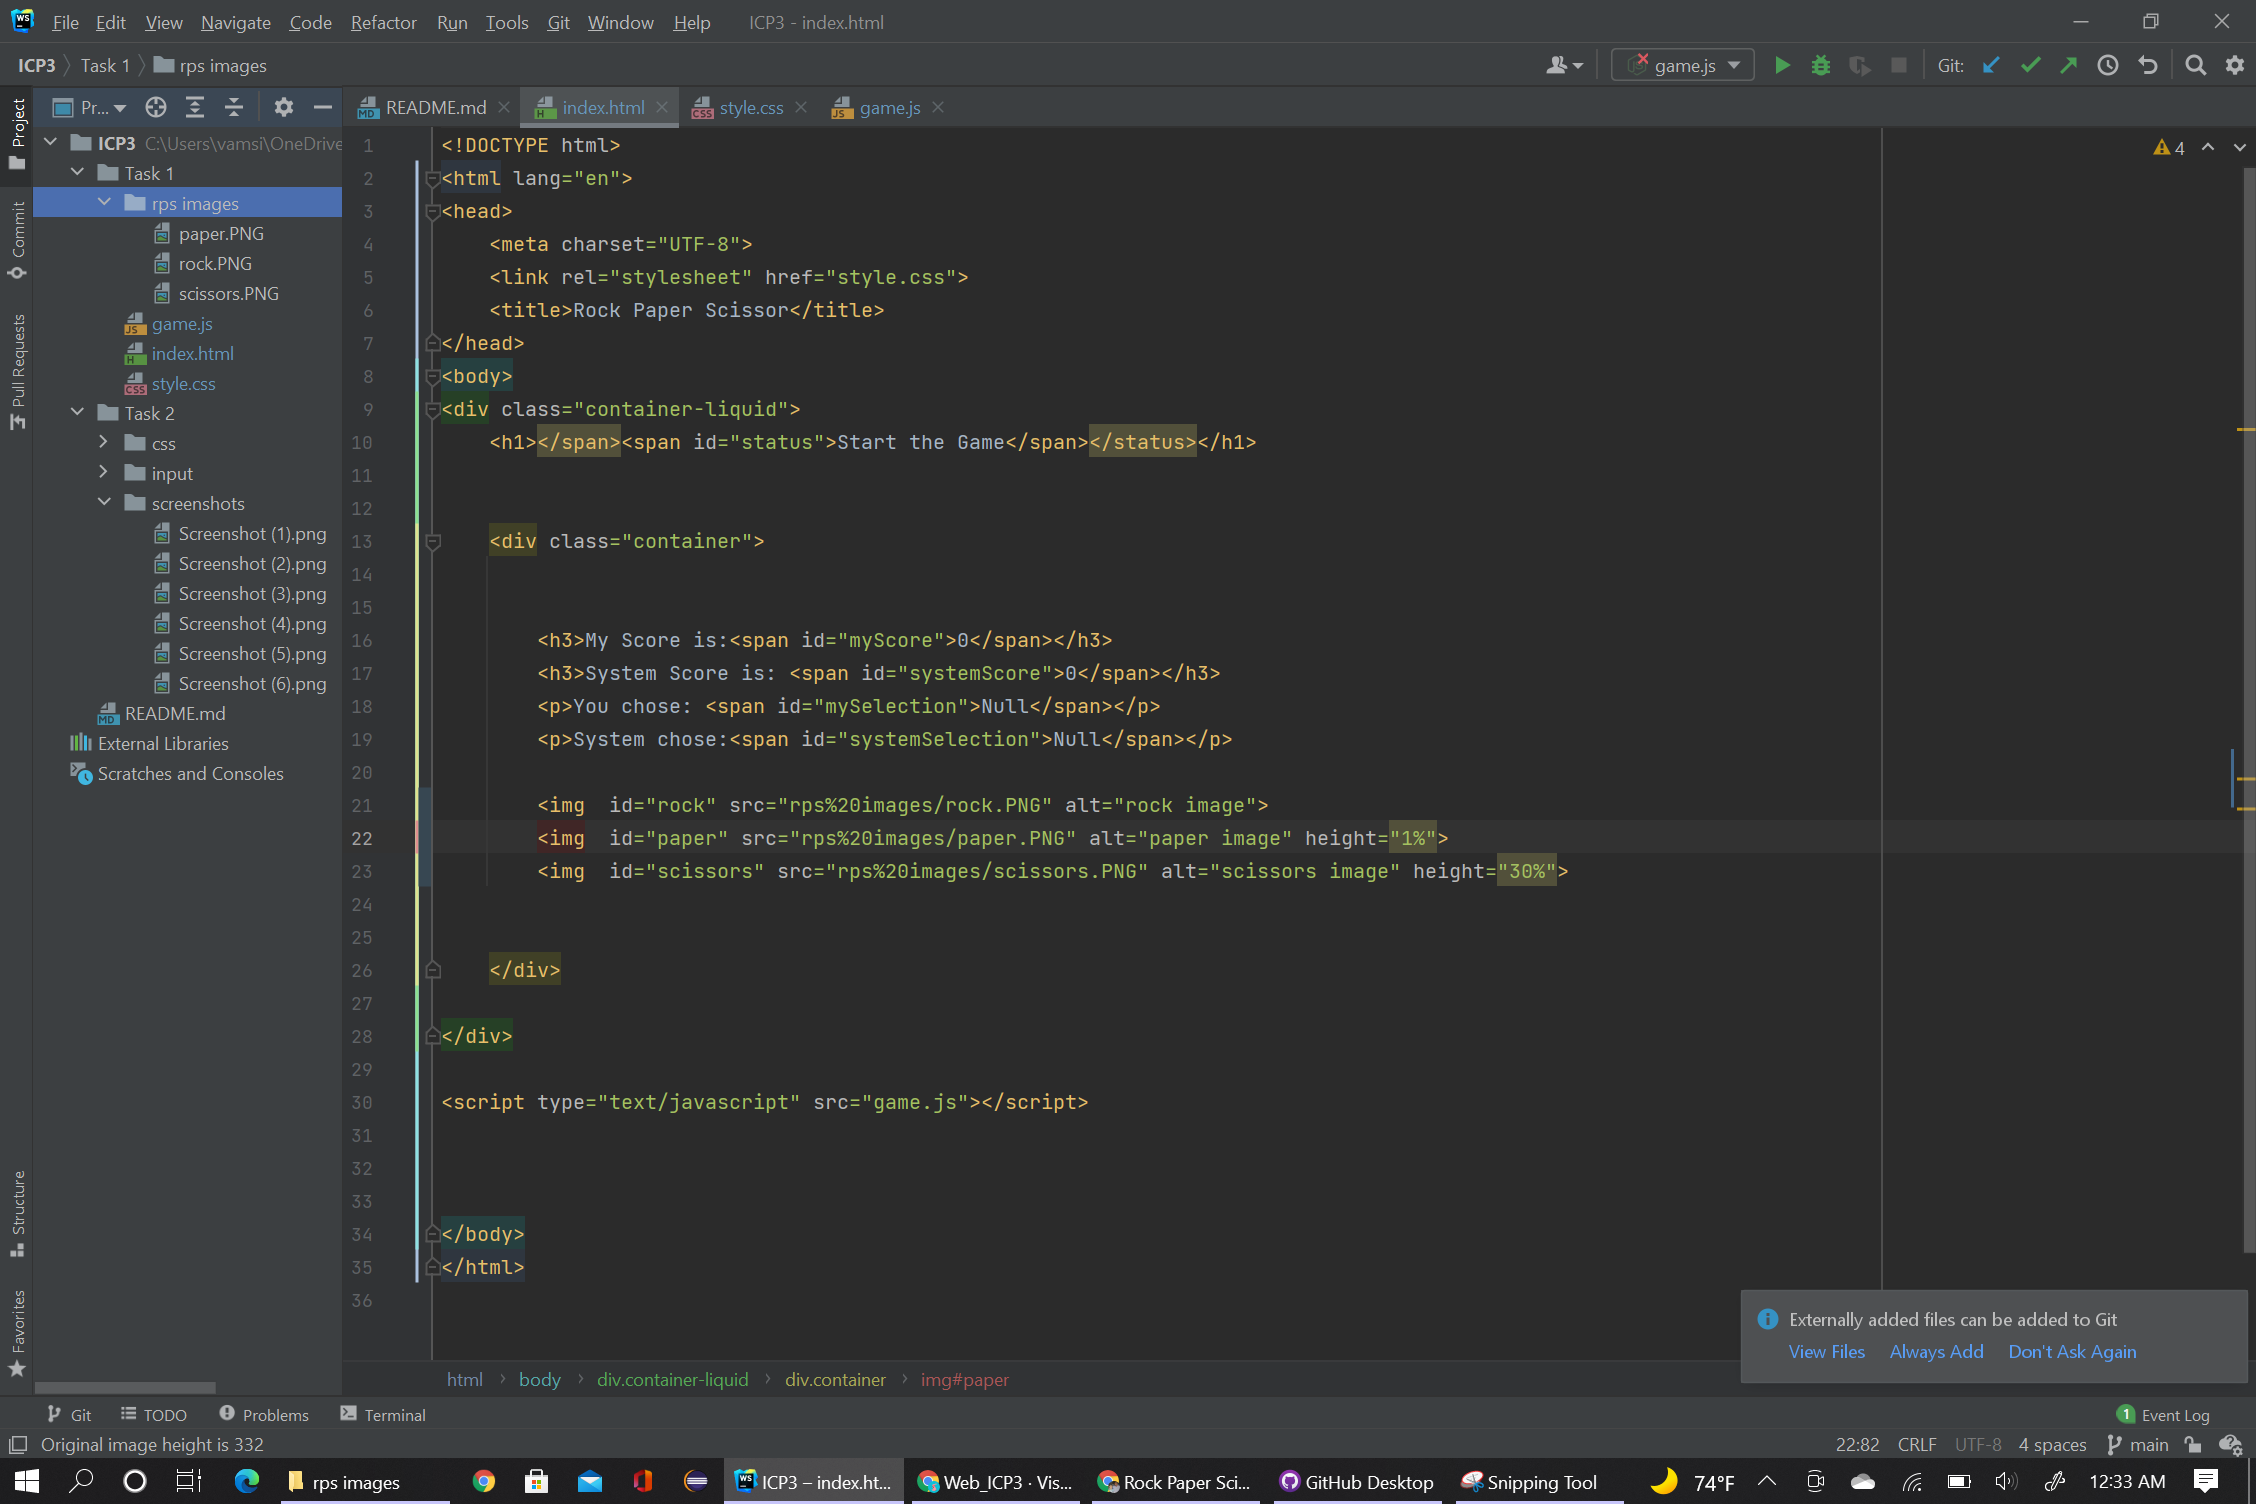 File Edit View Navigate Code Refactor Run Tools Git Window Help ICP3 - index.html
ICP3 Task 1 rps images game.js Git:
Pr... README.md index.html style.css game.js
Project
Commit
Pull Requests
Structure
Favorites
ICP3 C:\Users\vamsi\OneDrive
Task 1
rps images
paper.PNG
rock.PNG
scissors.PNG
game.js
index.html
style.css
Task 2
css
input
screenshots
Screenshot (1).png
Screenshot (2).png
Screenshot (3).png
Screenshot (4).png
Screenshot (5).png
Screenshot (6).png
README.md
External Libraries
Scratches and Consoles
4
1 <!DOCTYPE html>
2 <html lang="en">
3 <head>
4 <meta charset="UTF-8">
5 <link rel="stylesheet" href="style.css">
6 <title>Rock Paper Scissor</title>
7 </head>
8 <body>
9 <div class="container-liquid">
10 <h1></span><span id="status">Start the Game</span></status></h1>
11
12
13 <div class="container">
14
15
16 <h3>My Score is:<span id="myScore">0</span></h3>
17 <h3>System Score is: <span id="systemScore">0</span></h3>
18 <p>You chose: <span id="mySelection">Null</span></p>
19 <p>System chose:<span id="systemSelection">Null</span></p>
20
21 <img  id="rock" src="rps%20images/rock.PNG" alt="rock image">
22 <img  id="paper" src="rps%20images/paper.PNG" alt="paper image" height="1%">
23 <img  id="scissors" src="rps%20images/scissors.PNG" alt="scissors image" height="30%">
24
25
26 </div>
27
28 </div>
29
30 <script type="text/javascript" src="game.js"></script>
31
32
33
34 </body>
35 </html>
36
Externally added files can be added to Git
View Files Always Add Don't Ask Again
html body div.container-liquid div.container img#paper
Git TODO Problems Terminal 1 Event Log
Original image height is 332 22:82 CRLF UTF-8 4 spaces main
rps images ICP3 – index.ht... Web_ICP3 · Vis... Rock Paper Sci... GitHub Desktop Snipping Tool 74°F 12:33 AM